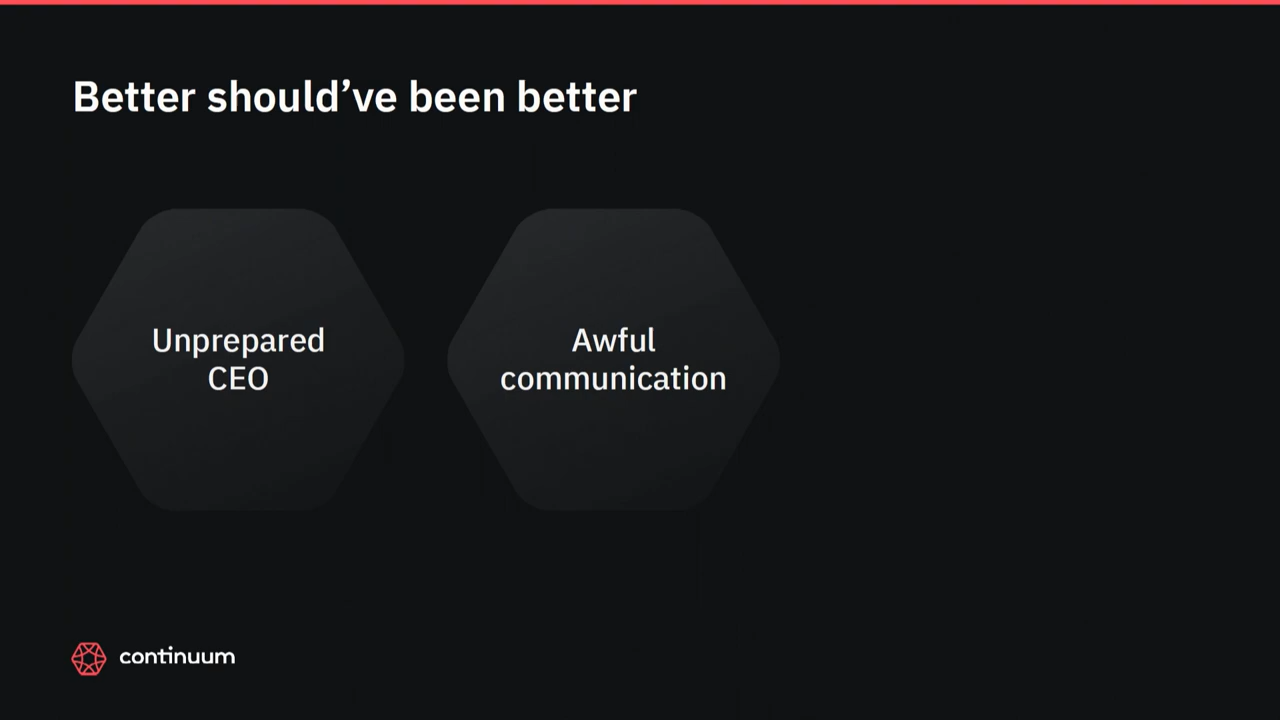 Better should’ve been better
Unprepared
CEO
Awful
communication
continuum